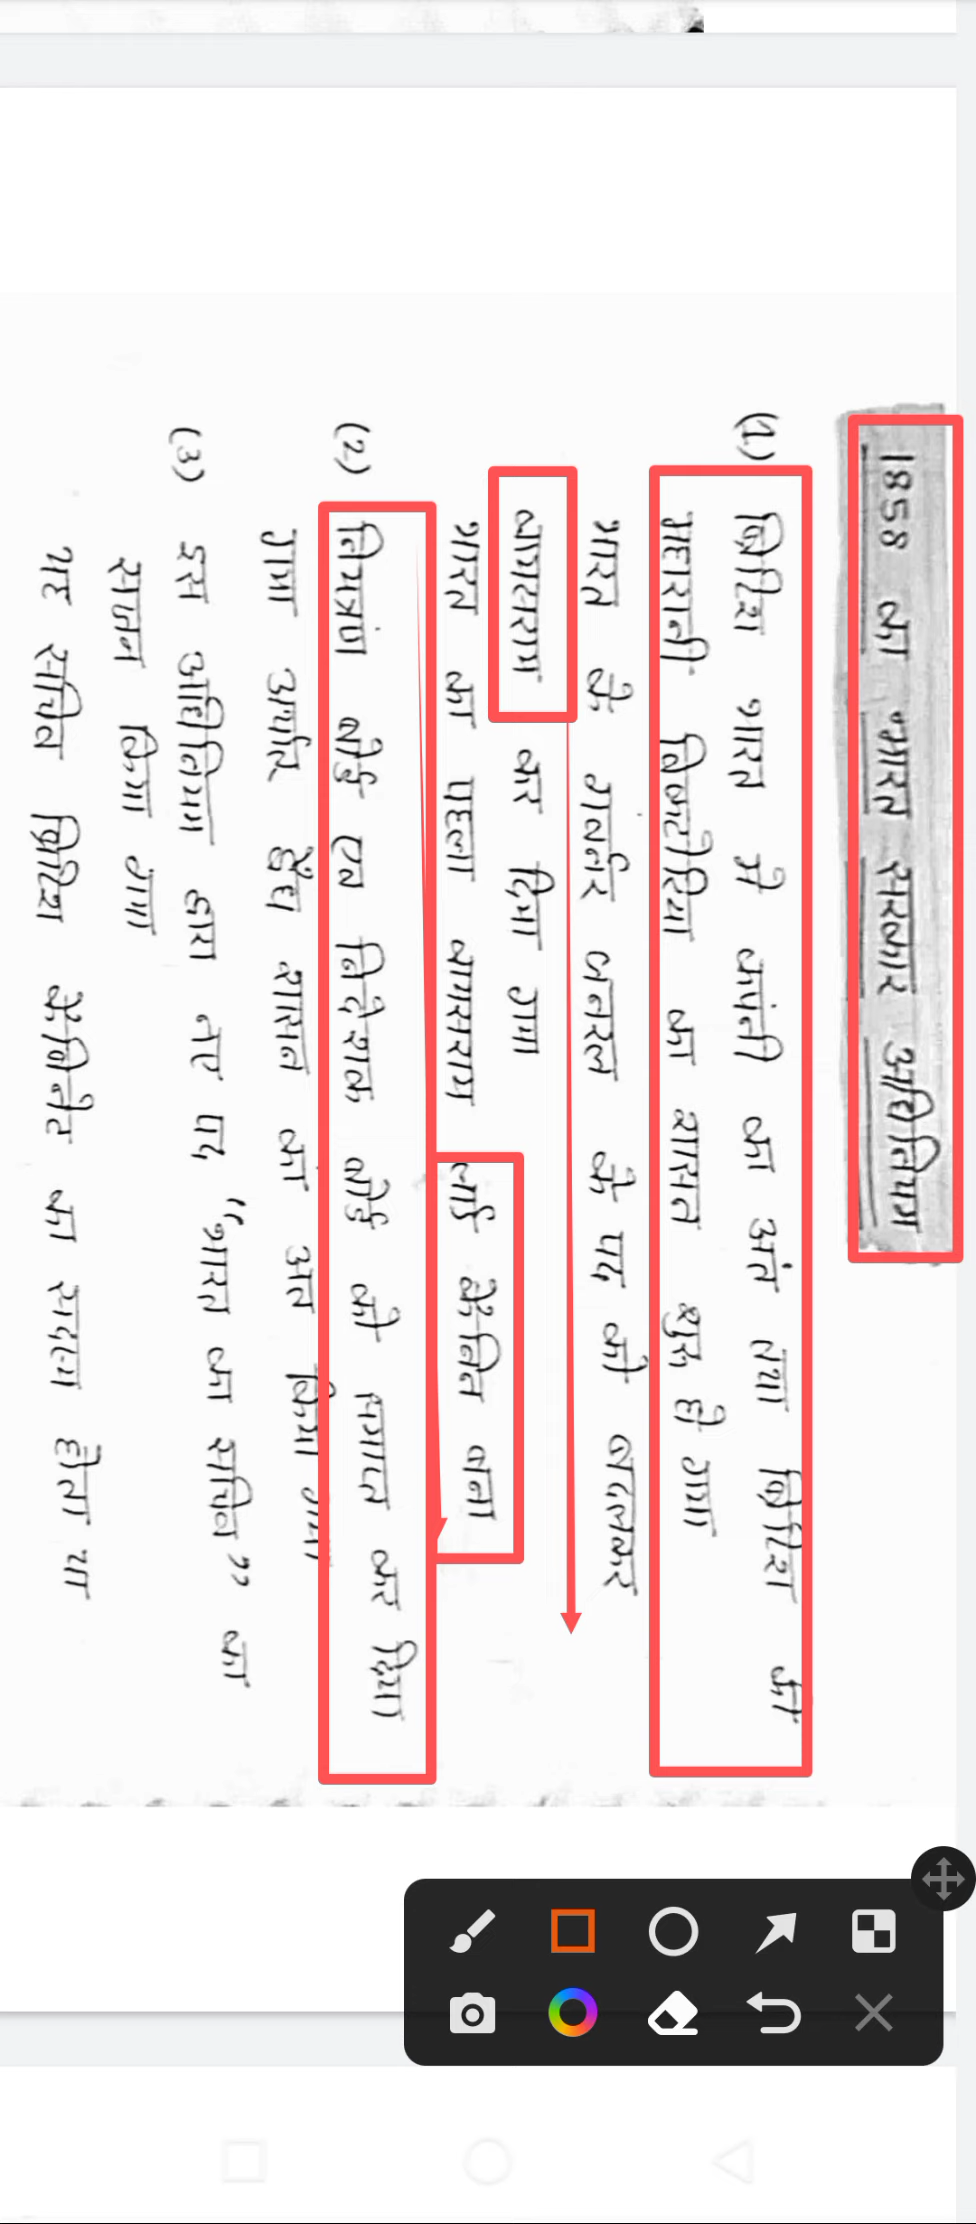 1858 का भारत सरकार अधिनियम
(1) ब्रिटिश भारत मे कंपनी का अंत तथा ब्रिटिश की
महारानी विक्टोरिया का शासन शुरू हो गया
भारत के गवर्नर जनरल के पद को बदलकर
वायसराय कर दिया गया
भारत का पहला वायसराय लार्ड केनिन बना
(2) नियंत्रण बोर्ड एव निदेशक बोर्ड को समाप्त कर दिया
गया अर्थात द्वैध शासन का अंत किया गया
(3) इस अधिनियम द्वारा नए पद "भारत का सचिव" का
सृजन किया गया
यह सचिव ब्रिटिश केबिनेट का सदस्य होता था